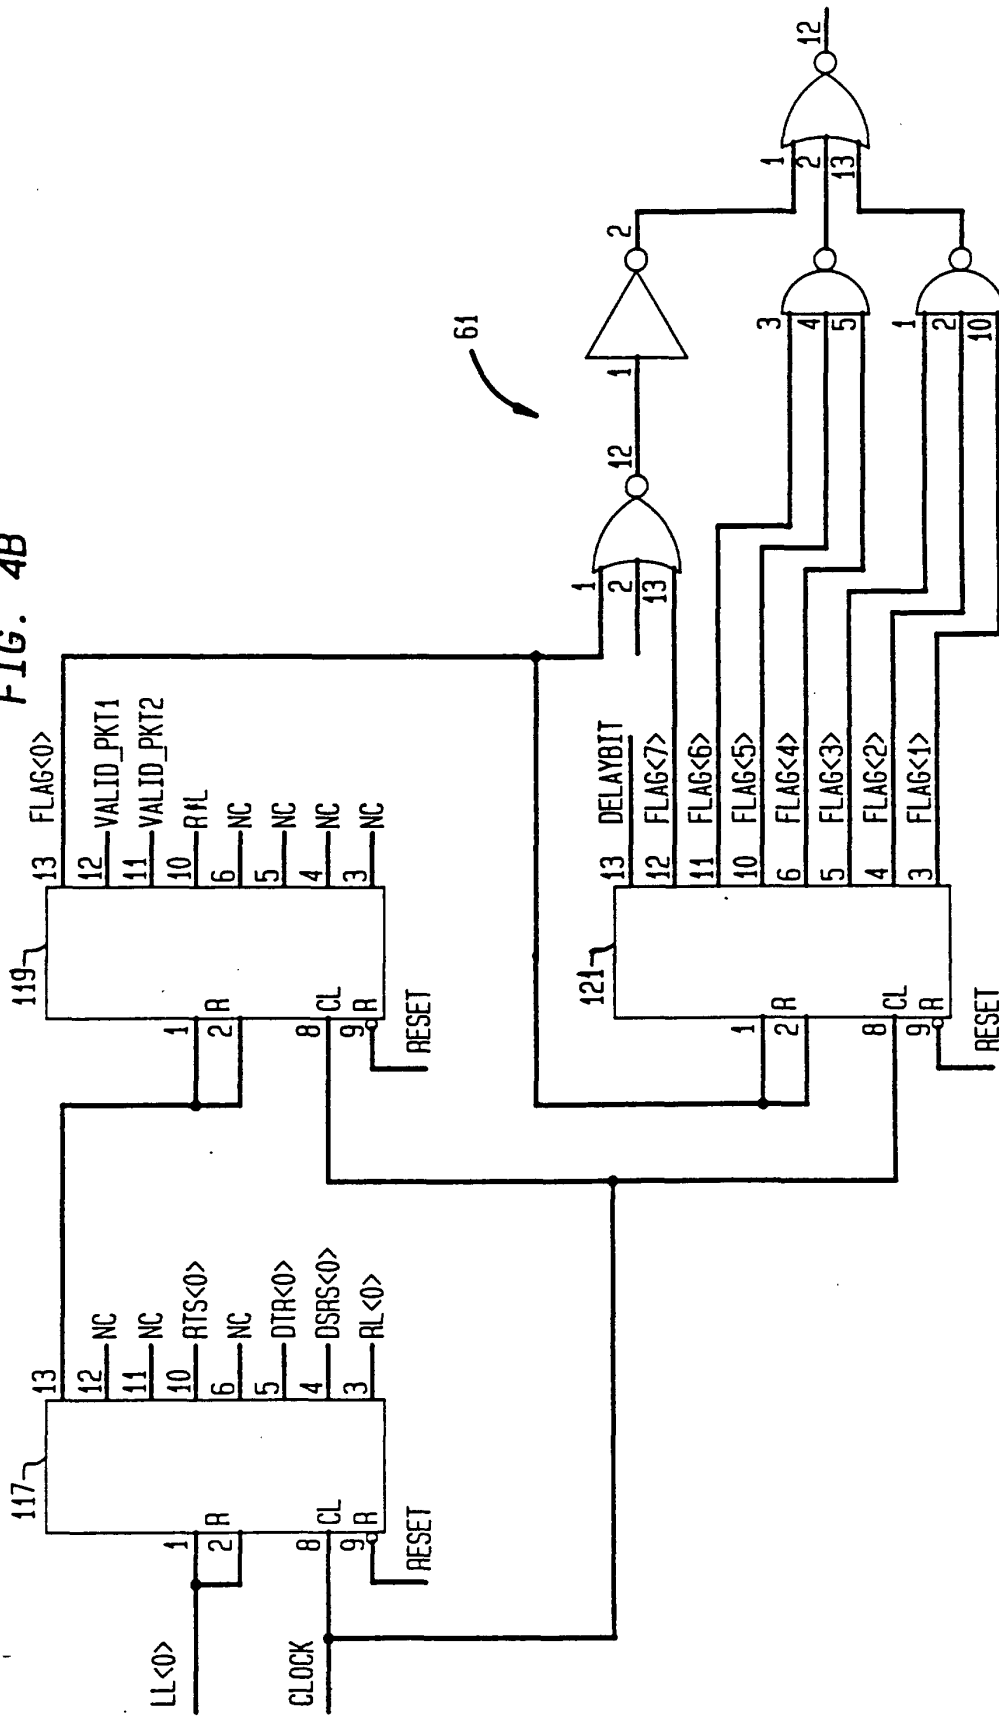 FIG. 4B
LL<0>
CLOCK
117
1
2 R
8 CL
9 R
RESET
13
12 NC
11 NC
10 RTS<0>
6 NC
5 DTR<0>
4 DSRS<0>
3 RL<0>
119
1
2 R
8 CL
9 R
RESET
13 FLAG<0>
12 VALID_PKT1
11 VALID_PKT2
10
6 NC
5 NC
4 NC
3 NC
121
1
2 R
8 CL
9 R
RESET
13 DELAYBIT
12 FLAG<7>
11 FLAG<6>
10 FLAG<5>
6 FLAG<4>
5 FLAG<3>
4 FLAG<2>
3 FLAG<1>
61
1
2
13
12
1
2
3
4
5
1
2
10
1
2
13
12